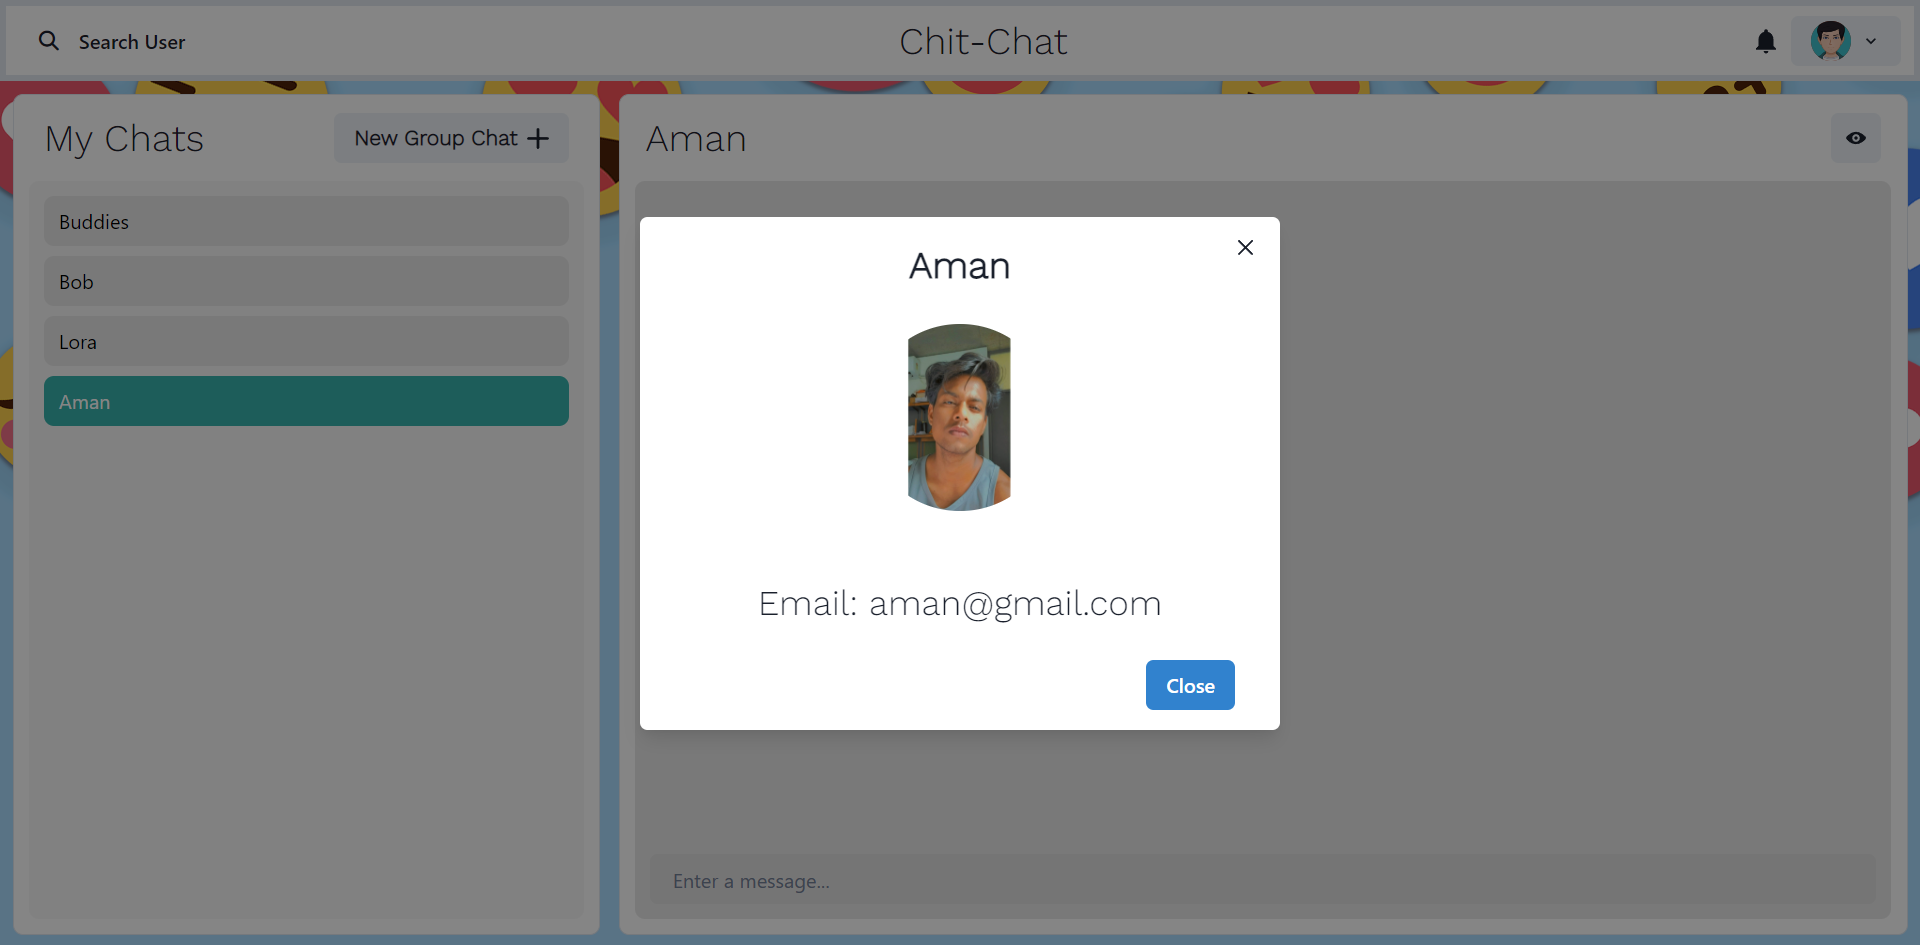 Search User
Chit-Chat
My Chats
New Group Chat
Buddies
Bob
Lora
Aman
Aman
Aman
Email: aman@gmail.com
Close
Enter a message...